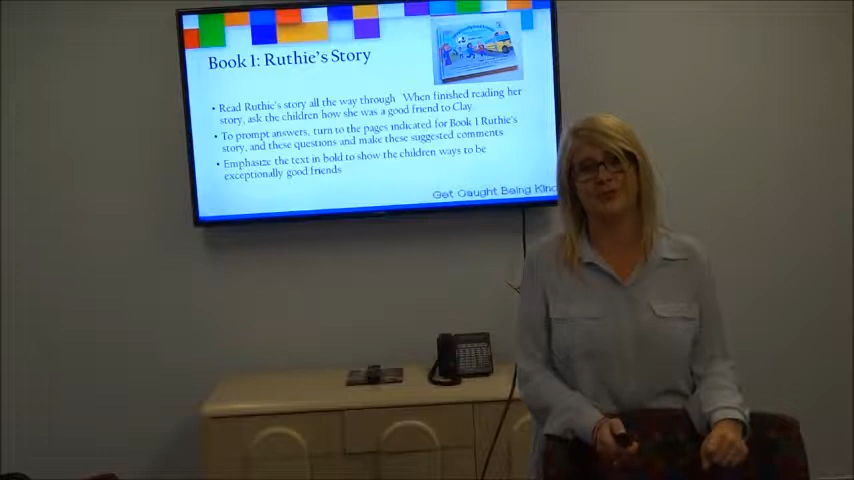 Book 1: Ruthie's Story
• Read Ruthie's story all the way through. When finished reading her
story, ask the children how she was a good friend to Clay.
• To prompt answers, turn to the pages indicated for Book 1 Ruthie's
story, and these questions and make these suggested comments
• Emphasize the text in bold to show the children ways to be
exceptionally good friends
Get Caught Being Kind